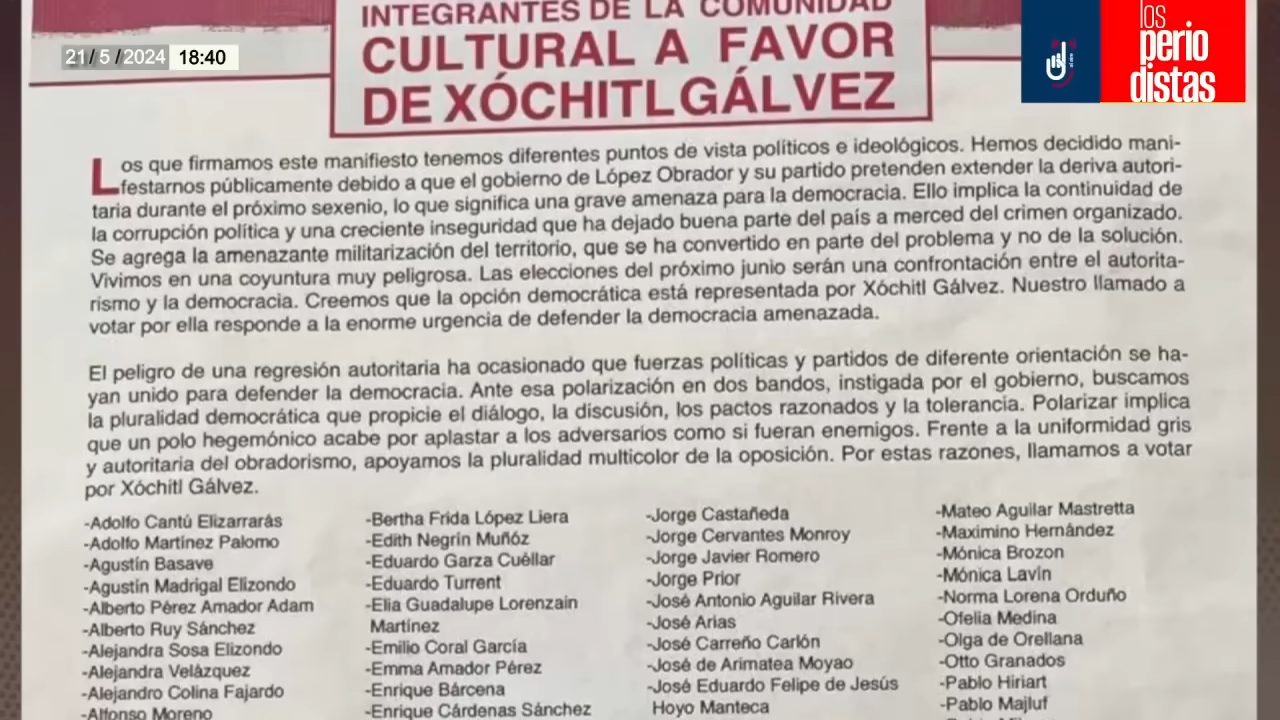 INTEGRANTES DE LA COMUNIDAD
CULTURAL A FAVOR
DE XÓCHITL GÁLVEZ
21/5/2024 18:40
los
perio
distas
Los que firmamos este manifiesto tenemos diferentes puntos de vista políticos e ideológicos. Hemos decidido mani-
festarnos públicamente debido a que el gobierno de López Obrador y su partido pretenden extender la deriva autori-
taria durante el próximo sexenio, lo que significa una grave amenaza para la democracia. Ello implica la continuidad de
la corrupción política y una creciente inseguridad que ha dejado buena parte del país a merced del crimen organizado.
Se agrega la amenazante militarización del territorio, que se ha convertido en parte del problema y no de la solución.
Vivimos en una coyuntura muy peligrosa. Las elecciones del próximo junio serán una confrontación entre el autorita-
rismo y la democracia. Creemos que la opción democrática está representada por Xóchitl Gálvez. Nuestro llamado a
votar por ella responde a la enorme urgencia de defender la democracia amenazada.
El peligro de una regresión autoritaria ha ocasionado que fuerzas políticas y partidos de diferente orientación se ha-
yan unido para defender la democracia. Ante esa polarización en dos bandos, instigada por el gobierno, buscamos
la pluralidad democrática que propicie el diálogo, la discusión, los pactos razonados y la tolerancia. Polarizar implica
que un polo hegemónico acabe por aplastar a los adversarios como si fueran enemigos. Frente a la uniformidad gris
y autoritaria del obradorismo, apoyamos la pluralidad multicolor de la oposición. Por estas razones, llamamos a votar
por Xóchitl Gálvez.
-Adolfo Cantú Elizarrarás
-Adolfo Martínez Palomo
-Agustín Basave
-Agustín Madrigal Elizondo
-Alberto Pérez Amador Adam
-Alberto Ruy Sánchez
-Alejandra Sosa Elizondo
-Alejandra Velázquez
-Alejandro Colina Fajardo
-Alfonso Moreno
-Bertha Frida López Liera
-Edith Negrín Muñóz
-Eduardo Garza Cuéllar
-Eduardo Turrent
-Elia Guadalupe Lorenzain
Martínez
-Emilio Coral García
-Emma Amador Pérez
-Enrique Bárcena
-Enrique Cárdenas Sánchez
-Jorge Castañeda
-Jorge Cervantes Monroy
-Jorge Javier Romero
-Jorge Prior
-José Antonio Aguilar Rivera
-José Arias
-José Carreño Carlón
-José de Arimatea Moyao
-José Eduardo Felipe de Jesús
Hoyo Manteca
-Mateo Aguilar Mastretta
-Maximino Hernández
-Mónica Brozon
-Mónica Lavín
-Norma Lorena Orduño
-Ofelia Medina
-Olga de Orellana
-Otto Granados
-Pablo Hiriart
-Pablo Majluf